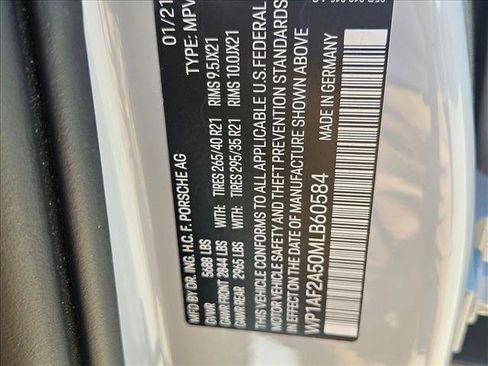 MFD BY DR. ING. H.C. F. PORSCHE AG 01/21
GVWR 5688 LBS TYPE: MPV
GAWR FRONT 2844 LBS WITH: TIRES 265/40 R21 RIMS 9.5JX21
GAWR REAR 2965 LBS WITH: TIRES 295/35 R21 RIMS 10.0JX21
THIS VEHICLE CONFORMS TO ALL APPLICABLE U.S. FEDERAL
MOTOR VEHICLE SAFETY AND THEFT PREVENTION STANDARDS
IN EFFECT ON THE DATE OF MANUFACTURE SHOWN ABOVE
WP1AF2A50MLB60584 MADE IN GERMANY